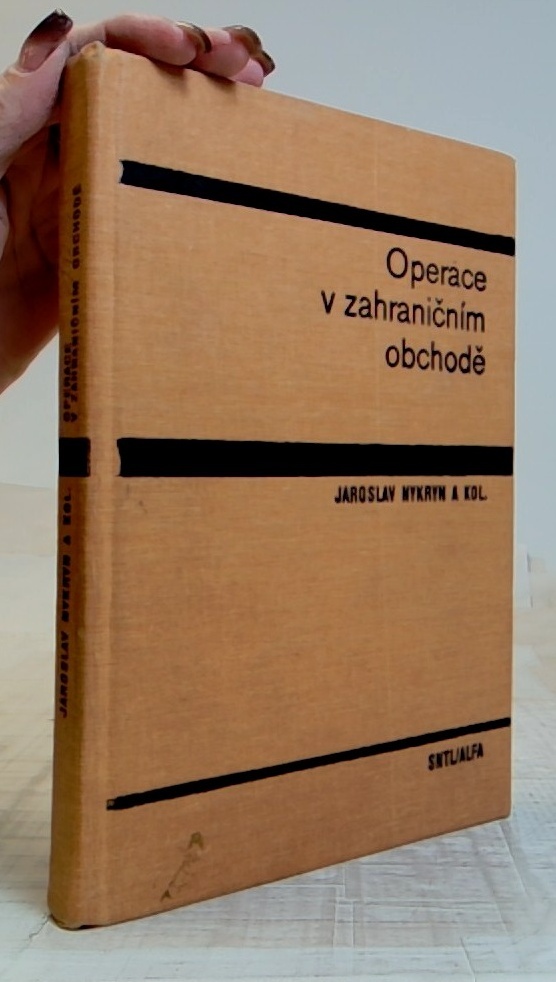 Operace
v zahraničním
obchodě
JAROSLAV NYKRYN A KOL.
SNTL/ALFA
OPERACE
V ZAHRANIČNÍM OBCHODĚ
JAROSLAV NYKRYN A KOL.